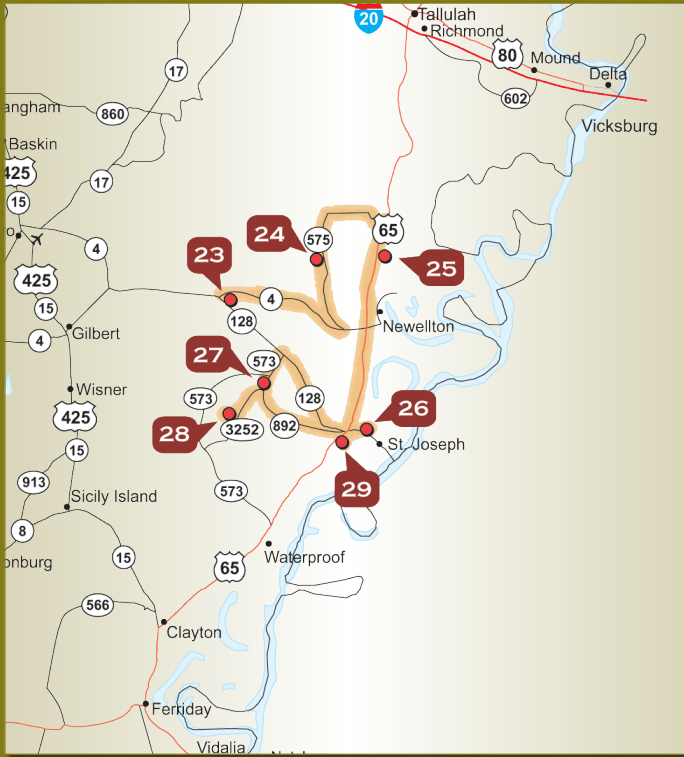 20
Tallulah
Richmond
80
Mound
Delta
602
Vicksburg
17
angham
860
Baskin
425
15
17
4
425
15
4
Gilbert
Wisner
425
15
913
Sicily Island
8
onburg
15
566
Clayton
Ferriday
Vidalia
24
575
65
25
23
4
128
Newellton
27
573
573
128
26
28
3252
892
St. Joseph
29
573
Waterproof
65